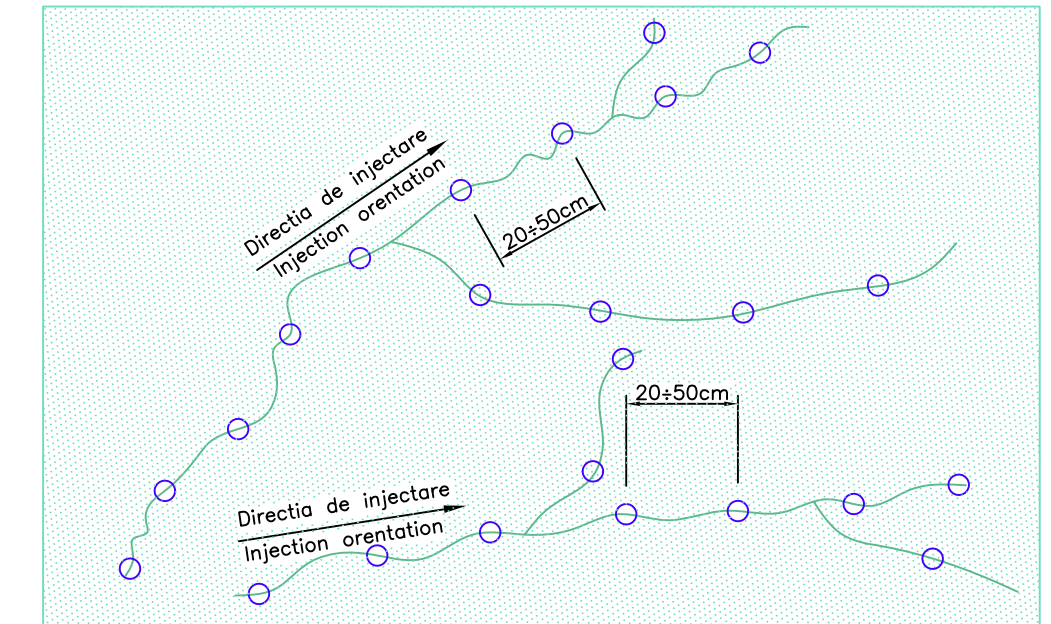 Directia de injectare
Injection orentation
20÷50cm
20÷50cm
Directia de injectare
Injection orentation